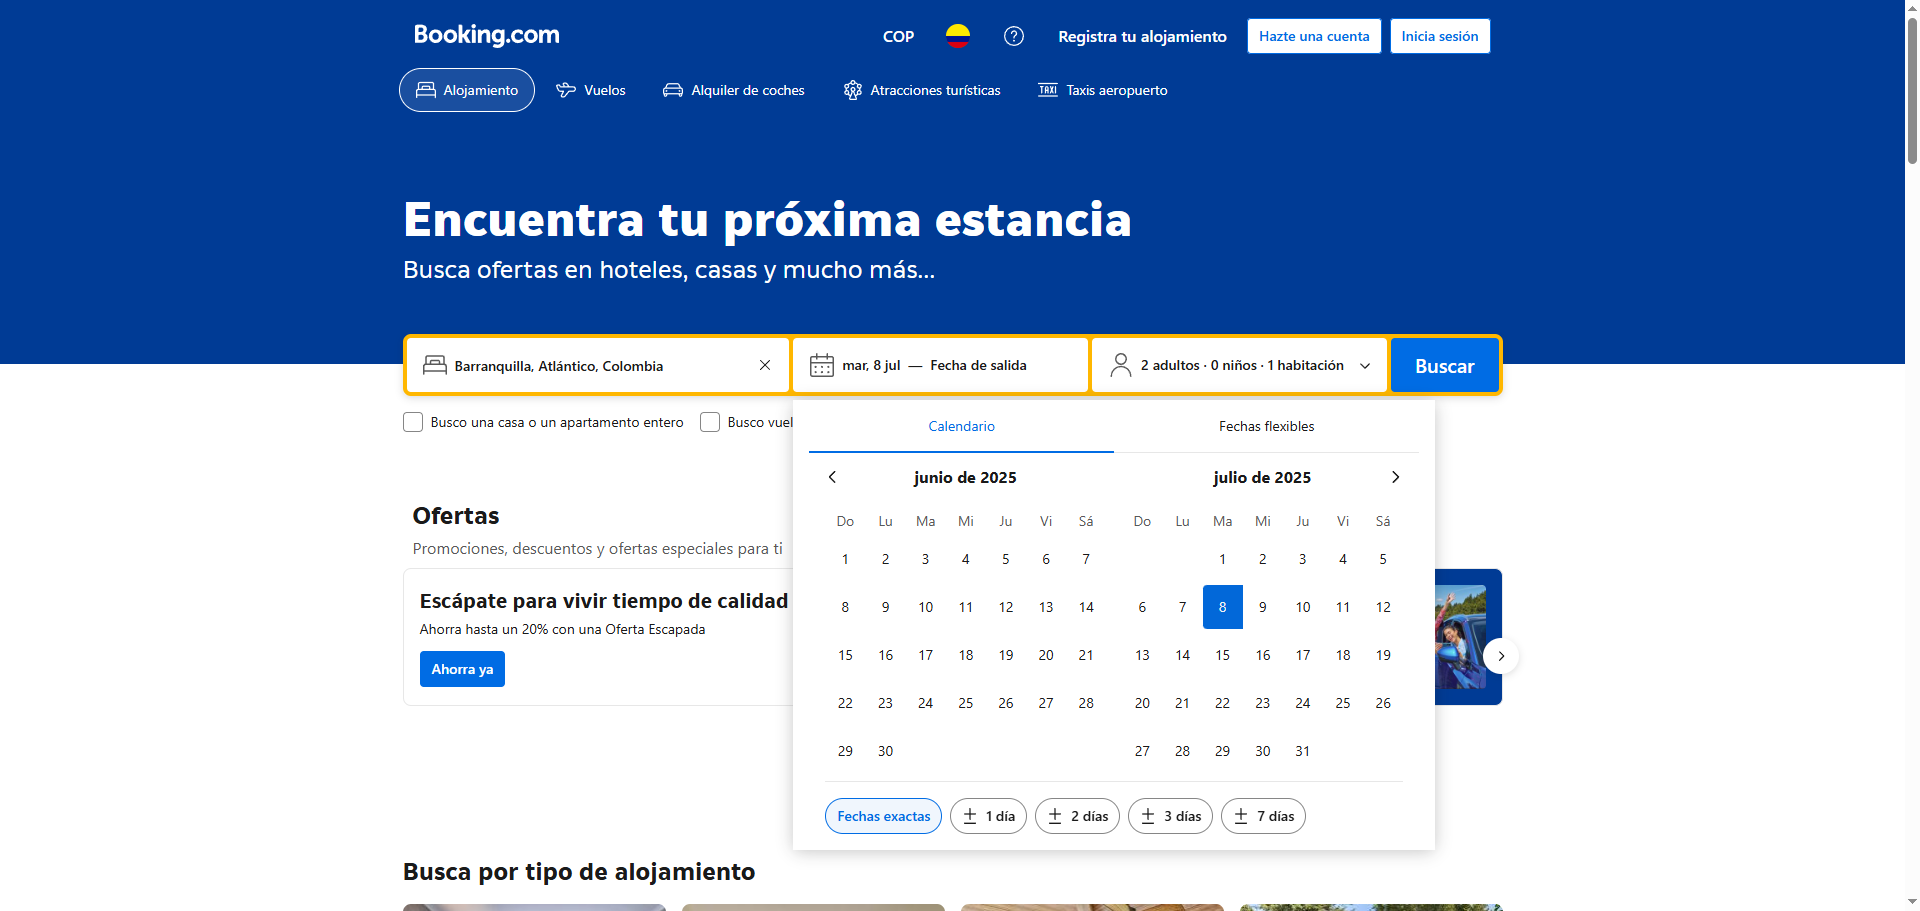 Booking.com
COP
Registra tu alojamiento
Hazte una cuenta
Inicia sesión
Alojamiento
Vuelos
Alquiler de coches
Atracciones turísticas
TAXI
Taxis aeropuerto
Encuentra tu próxima estancia
Busca ofertas en hoteles, casas y mucho más...
Barranquilla, Atlántico, Colombia
mar, 8 jul — Fecha de salida
2 adultos · 0 niños · 1 habitación
Buscar
Busco una casa o un apartamento entero
Busco vuel
Calendario
Fechas flexibles
junio de 2025
Do Lu Ma Mi Ju Vi Sá
1 2 3 4 5 6 7
8 9 10 11 12 13 14
15 16 17 18 19 20 21
22 23 24 25 26 27 28
29 30
julio de 2025
Do Lu Ma Mi Ju Vi Sá
1 2 3 4 5
6 7 8 9 10 11 12
13 14 15 16 17 18 19
20 21 22 23 24 25 26
27 28 29 30 31
Fechas exactas
± 1 día
± 2 días
± 3 días
± 7 días
Ofertas
Promociones, descuentos y ofertas especiales para ti
Escápate para vivir tiempo de calidad
Ahorra hasta un 20% con una Oferta Escapada
Ahorra ya
Busca por tipo de alojamiento